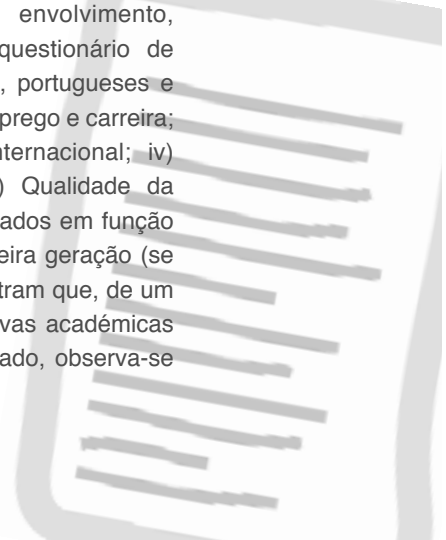 envolvimento,
questionário de
, portugueses e
prego e carreira;
nternacional; iv)
) Qualidade da
ados em função
eira geração (se
tram que, de um
vas académicas
ado, observa-se